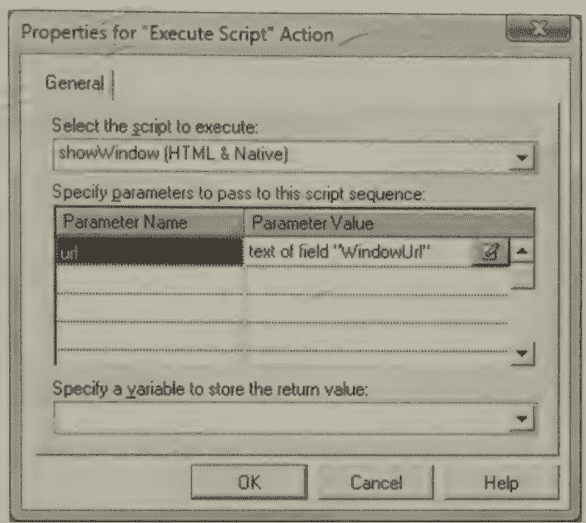 Properties for "Execute Script" Action
General
Select the script to execute:
showWindow (HTML & Native)
Specify parameters to pass to this script sequence:
Parameter Name Parameter Value
url text of field "WindowUrl"
Specify a variable to store the return value:
OK Cancel Help